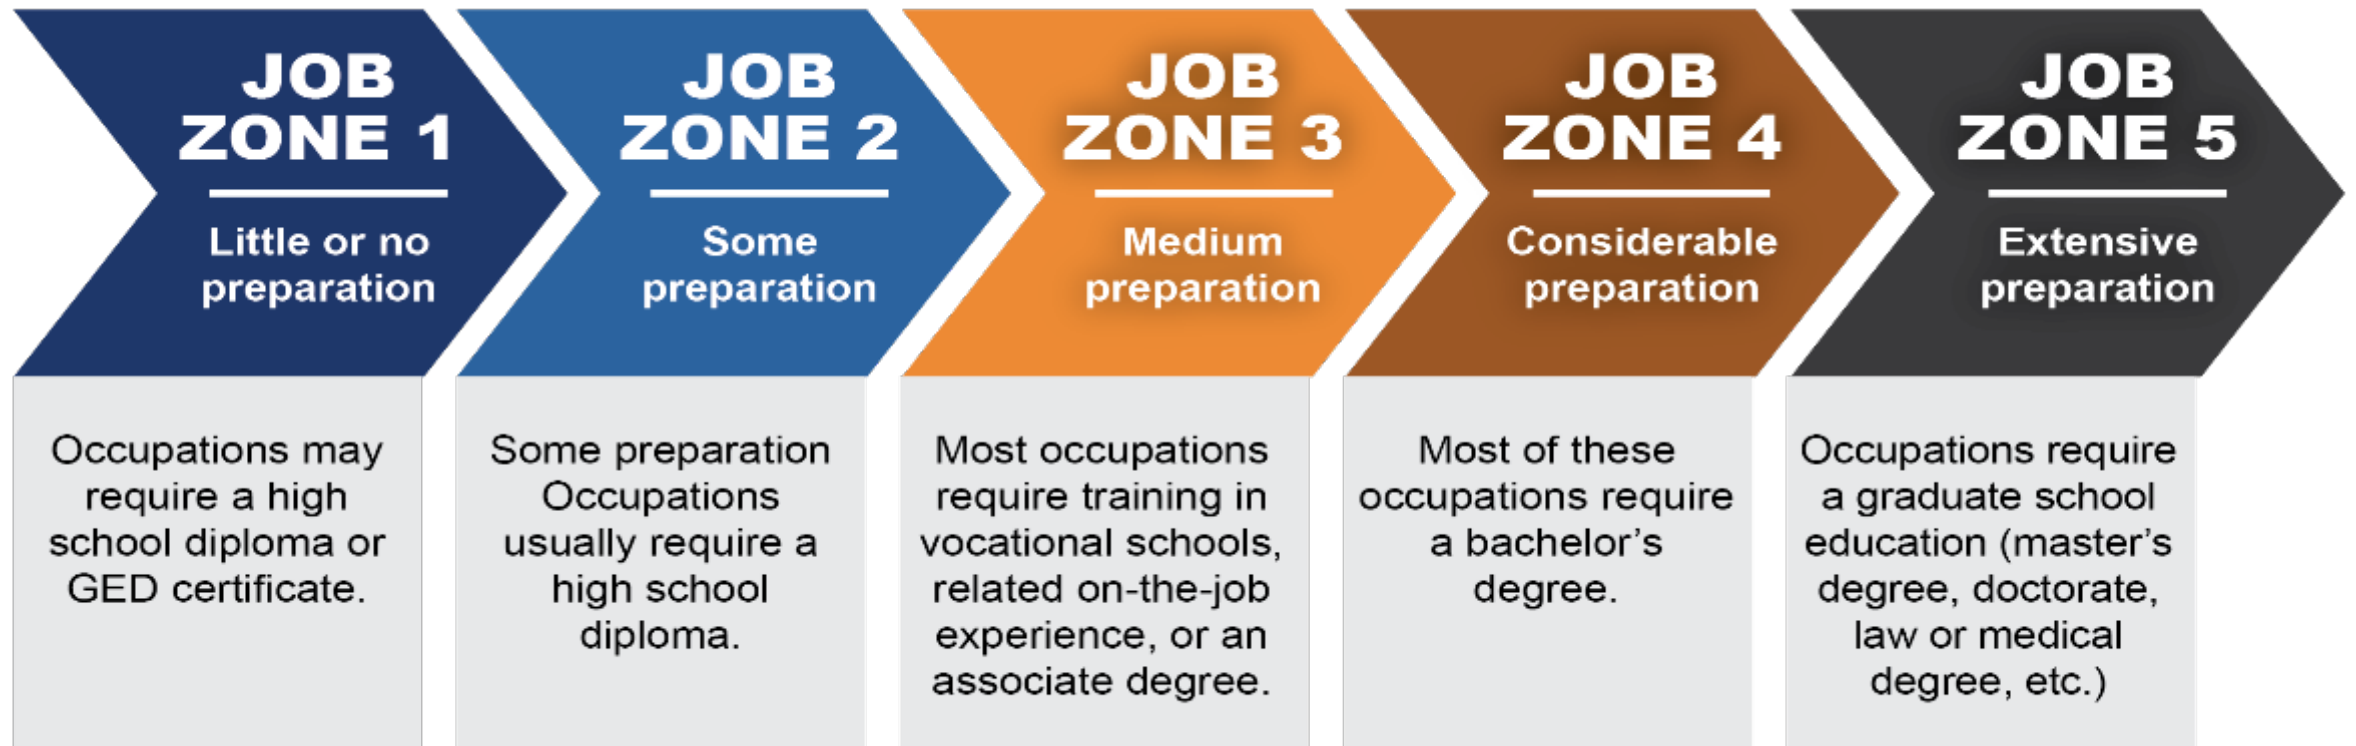 JOB
ZONE 1
Little or no
preparation
Occupations may
require a high
school diploma or
GED certificate.
JOB
ZONE 2
Some
preparation
Some preparation
Occupations
usually require a
high school
diploma.
JOB
ZONE 3
Medium
preparation
Most occupations
require training in
vocational schools,
related on-the-job
experience, or an
associate degree.
JOB
ZONE 4
Considerable
preparation
Most of these
occupations require
a bachelor’s
degree.
JOB
ZONE 5
Extensive
preparation
Occupations require
a graduate school
education (master’s
degree, doctorate,
law or medical
degree, etc.)